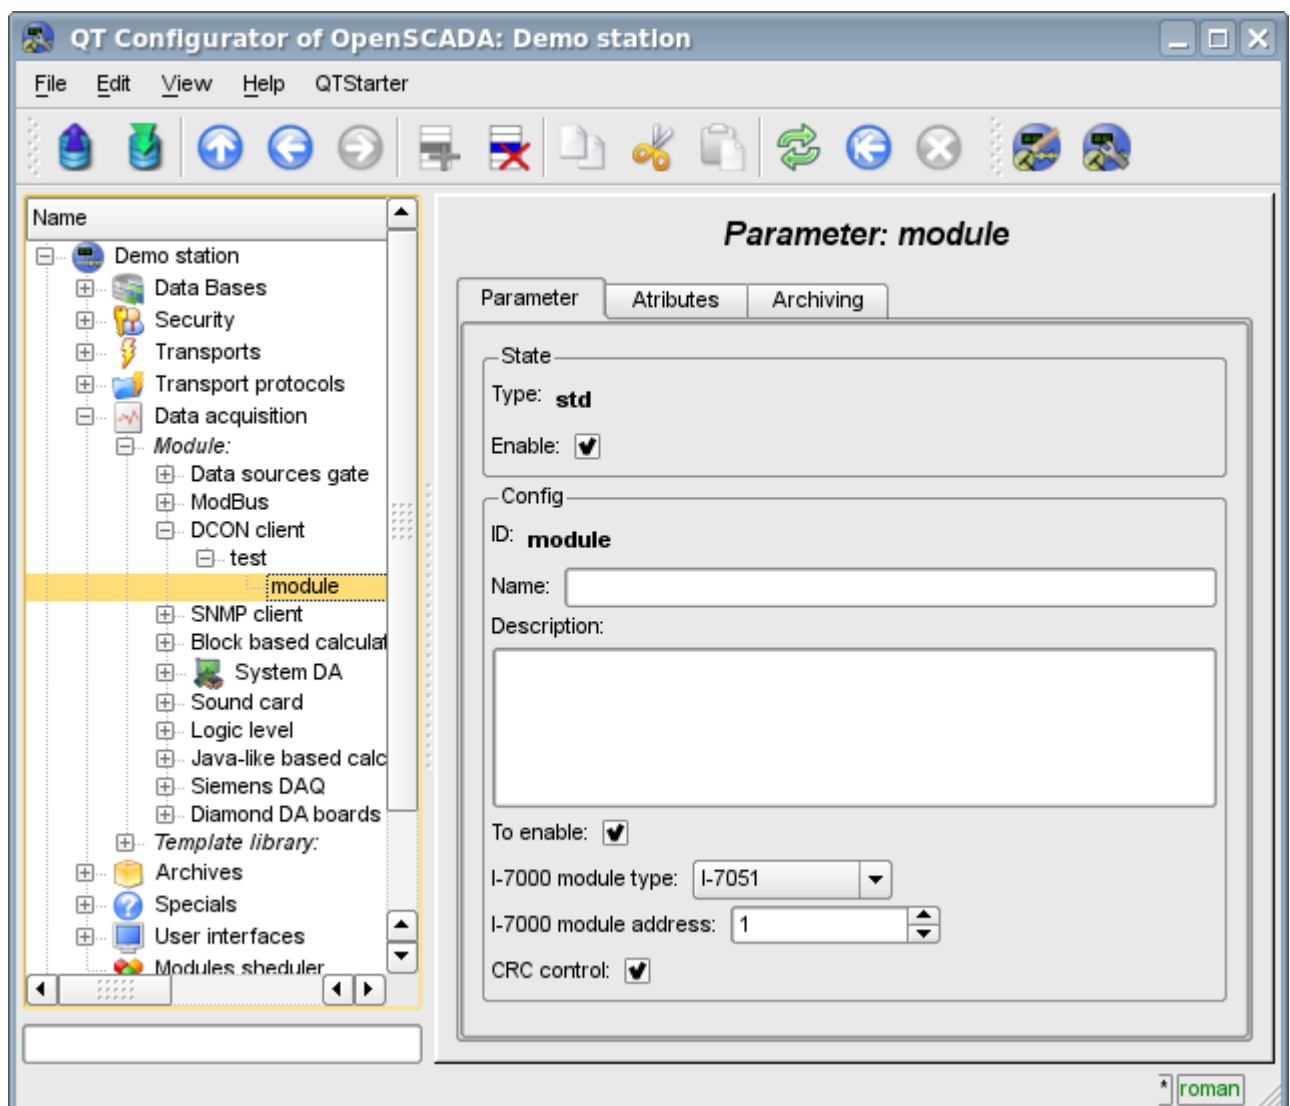 QT Configurator of OpenSCADA: Demo station
File Edit View Help QTStarter
Name
Demo station
Data Bases
Security
Transports
Transport protocols
Data acquisition
Module:
Data sources gate
ModBus
DCON client
test
module
SNMP client
Block based calculat
System DA
Sound card
Logic level
Java-like based calc
Siemens DAQ
Diamond DA boards
Template library:
Archives
Specials
User interfaces
Modules sheduler
Parameter: module
Parameter Atributes Archiving
State
Type: std
Enable:
Config
ID: module
Name:
Description:
To enable:
I-7000 module type: I-7051
I-7000 module address: 1
CRC control:
* roman